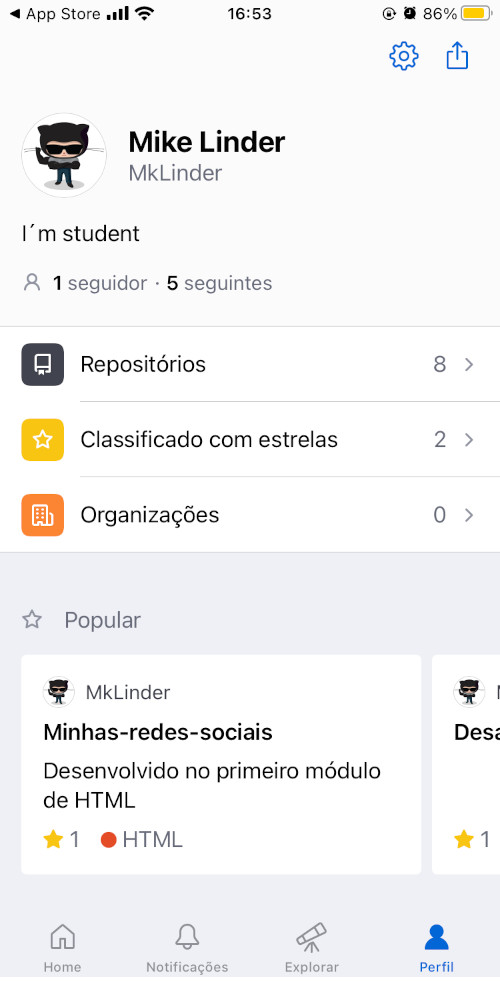 App Store 16:53 86%
Mike Linder
MkLinder
I´m student
1 seguidor · 5 seguintes
Repositórios 8
Classificado com estrelas 2
Organizações 0
Popular
MkLinder
Minhas-redes-sociais
Desenvolvido no primeiro módulo
de HTML
1 HTML
Desa
1
Home Notificações Explorar Perfil